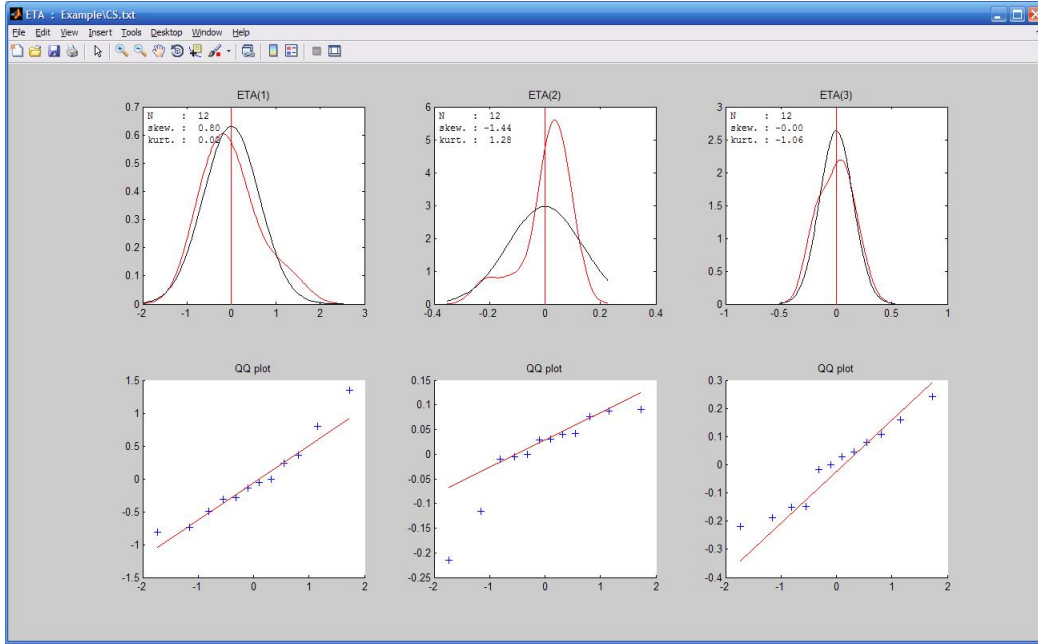 ETA : Example\CS.txt
File Edit View Insert Tools Desktop Window Help
ETA(1)
N : 12
skew. : 0.80
kurt. : 0.02
0.7
0.6
0.5
0.4
0.3
0.2
0.1
0
-2 -1 0 1 2 3
ETA(2)
N : 12
skew. : -1.44
kurt. : 1.28
6
5
4
3
2
1
0
-0.4 -0.2 0 0.2 0.4
ETA(3)
N : 12
skew. : -0.00
kurt. : -1.06
3
2.5
2
1.5
1
0.5
0
-1 -0.5 0 0.5 1
QQ plot
1.5
1
0.5
0
-0.5
-1
-1.5
-2 -1 0 1 2
QQ plot
0.15
0.1
0.05
0
-0.05
-0.1
-0.15
-0.2
-0.25
-2 -1 0 1 2
QQ plot
0.3
0.2
0.1
0
-0.1
-0.2
-0.3
-0.4
-2 -1 0 1 2